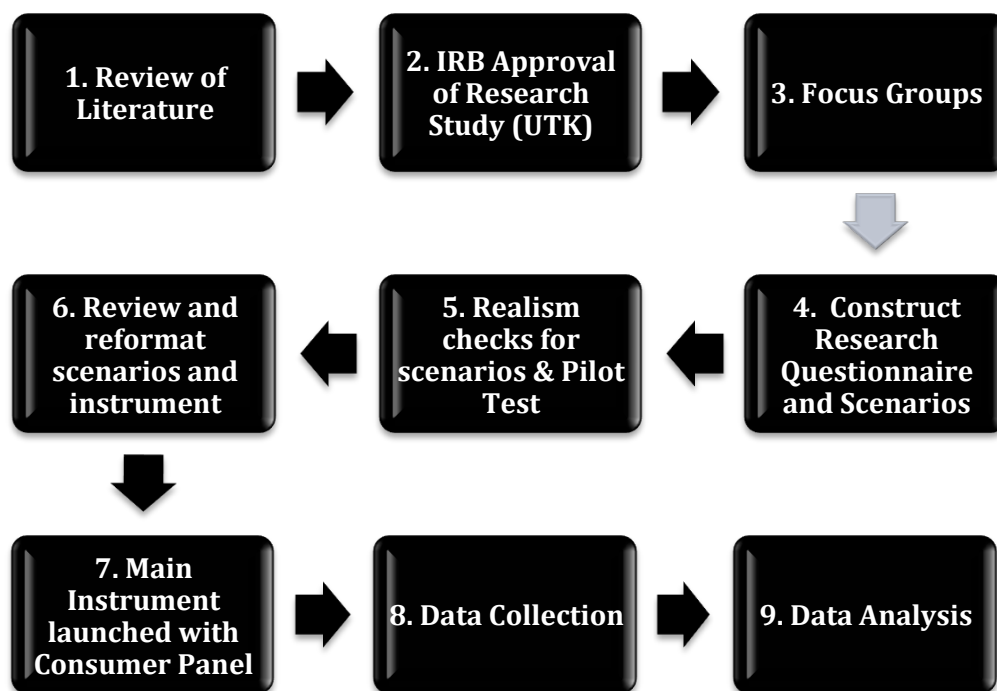 1. Review of
Literature
2. IRB Approval
of Research
Study (UTK)
3. Focus Groups
4.  Construct
Research
Questionnaire
and Scenarios
5. Realism
checks for
scenarios & Pilot
Test
6. Review and
reformat
scenarios and
instrument
7. Main
Instrument
launched with
Consumer Panel
8. Data Collection
9. Data Analysis